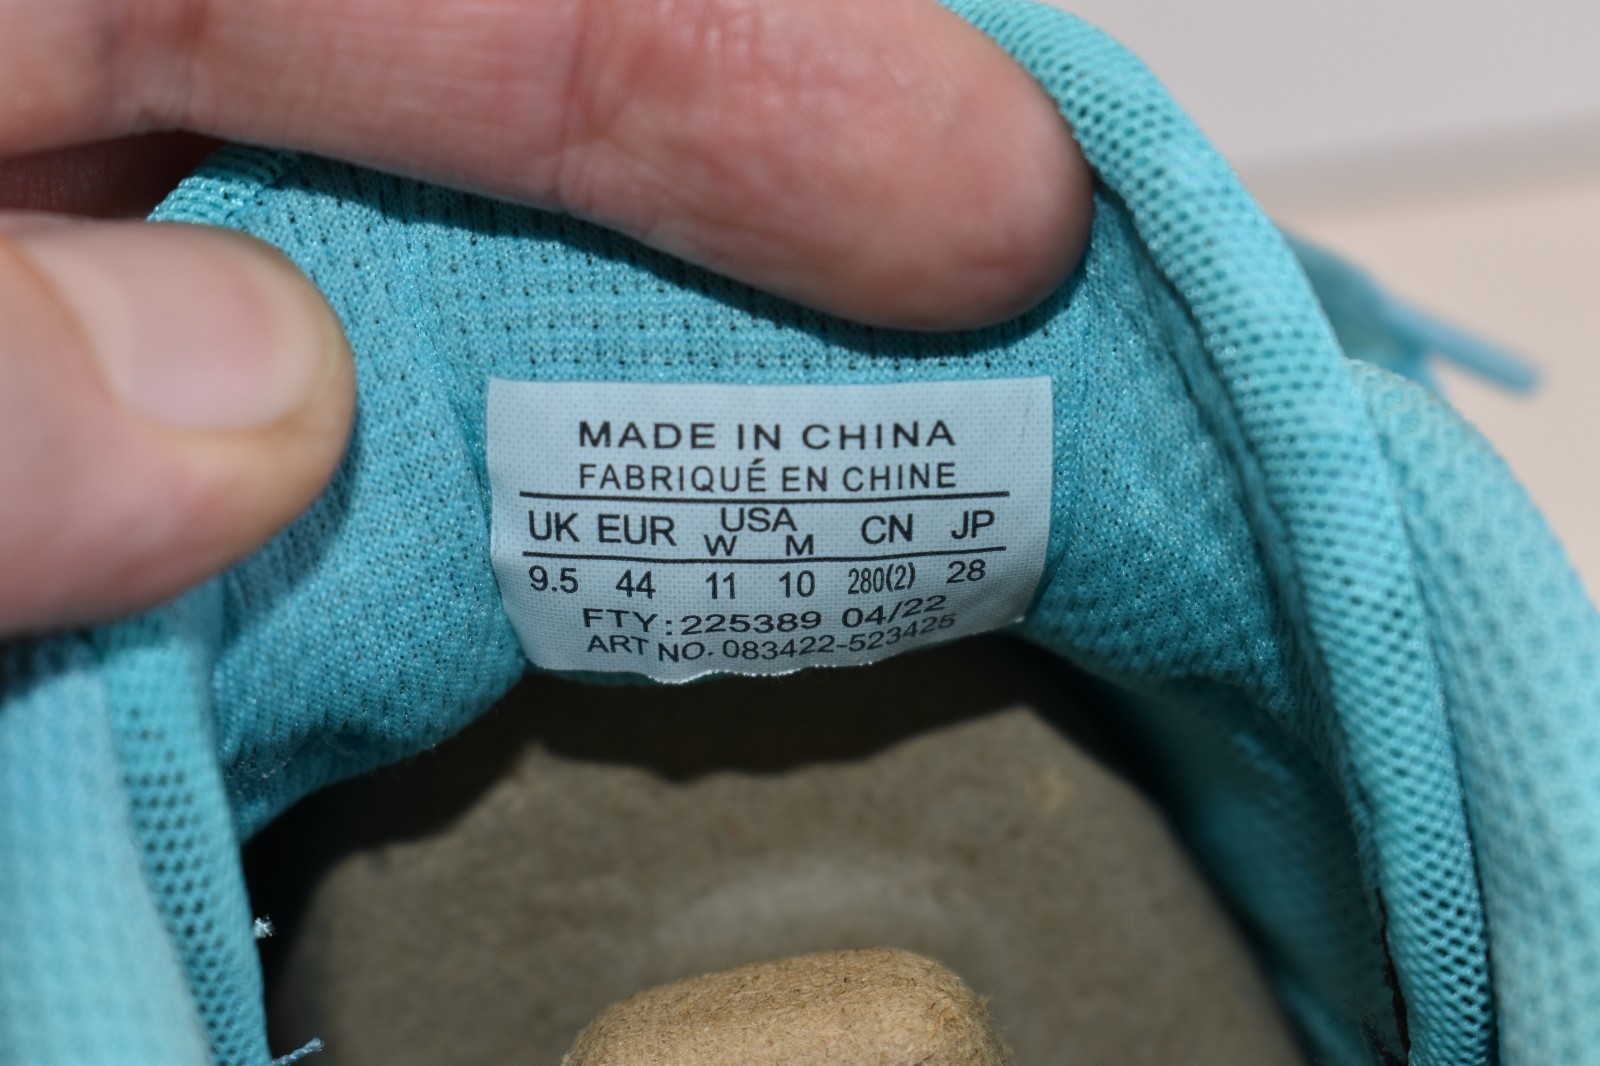 MADE IN CHINA
FABRIQUÉ EN CHINE
UK EUR USA W M CN JP
9.5 44 11 10 280(2) 28
FTY:225389 04/22
ART NO. 083422-523425